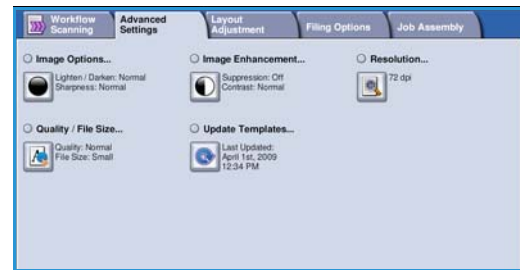 Workflow Scanning
Advanced Settings
Layout Adjustment
Filing Options
Job Assembly
Image Options...
Lighten / Darken: Normal
Sharpness: Normal
Image Enhancement...
Suppression: Off
Contrast: Normal
Resolution...
72 dpi
Quality / File Size...
Quality: Normal
File Size: Small
Update Templates...
Last Updated:
April 1st, 2009
12:34 PM